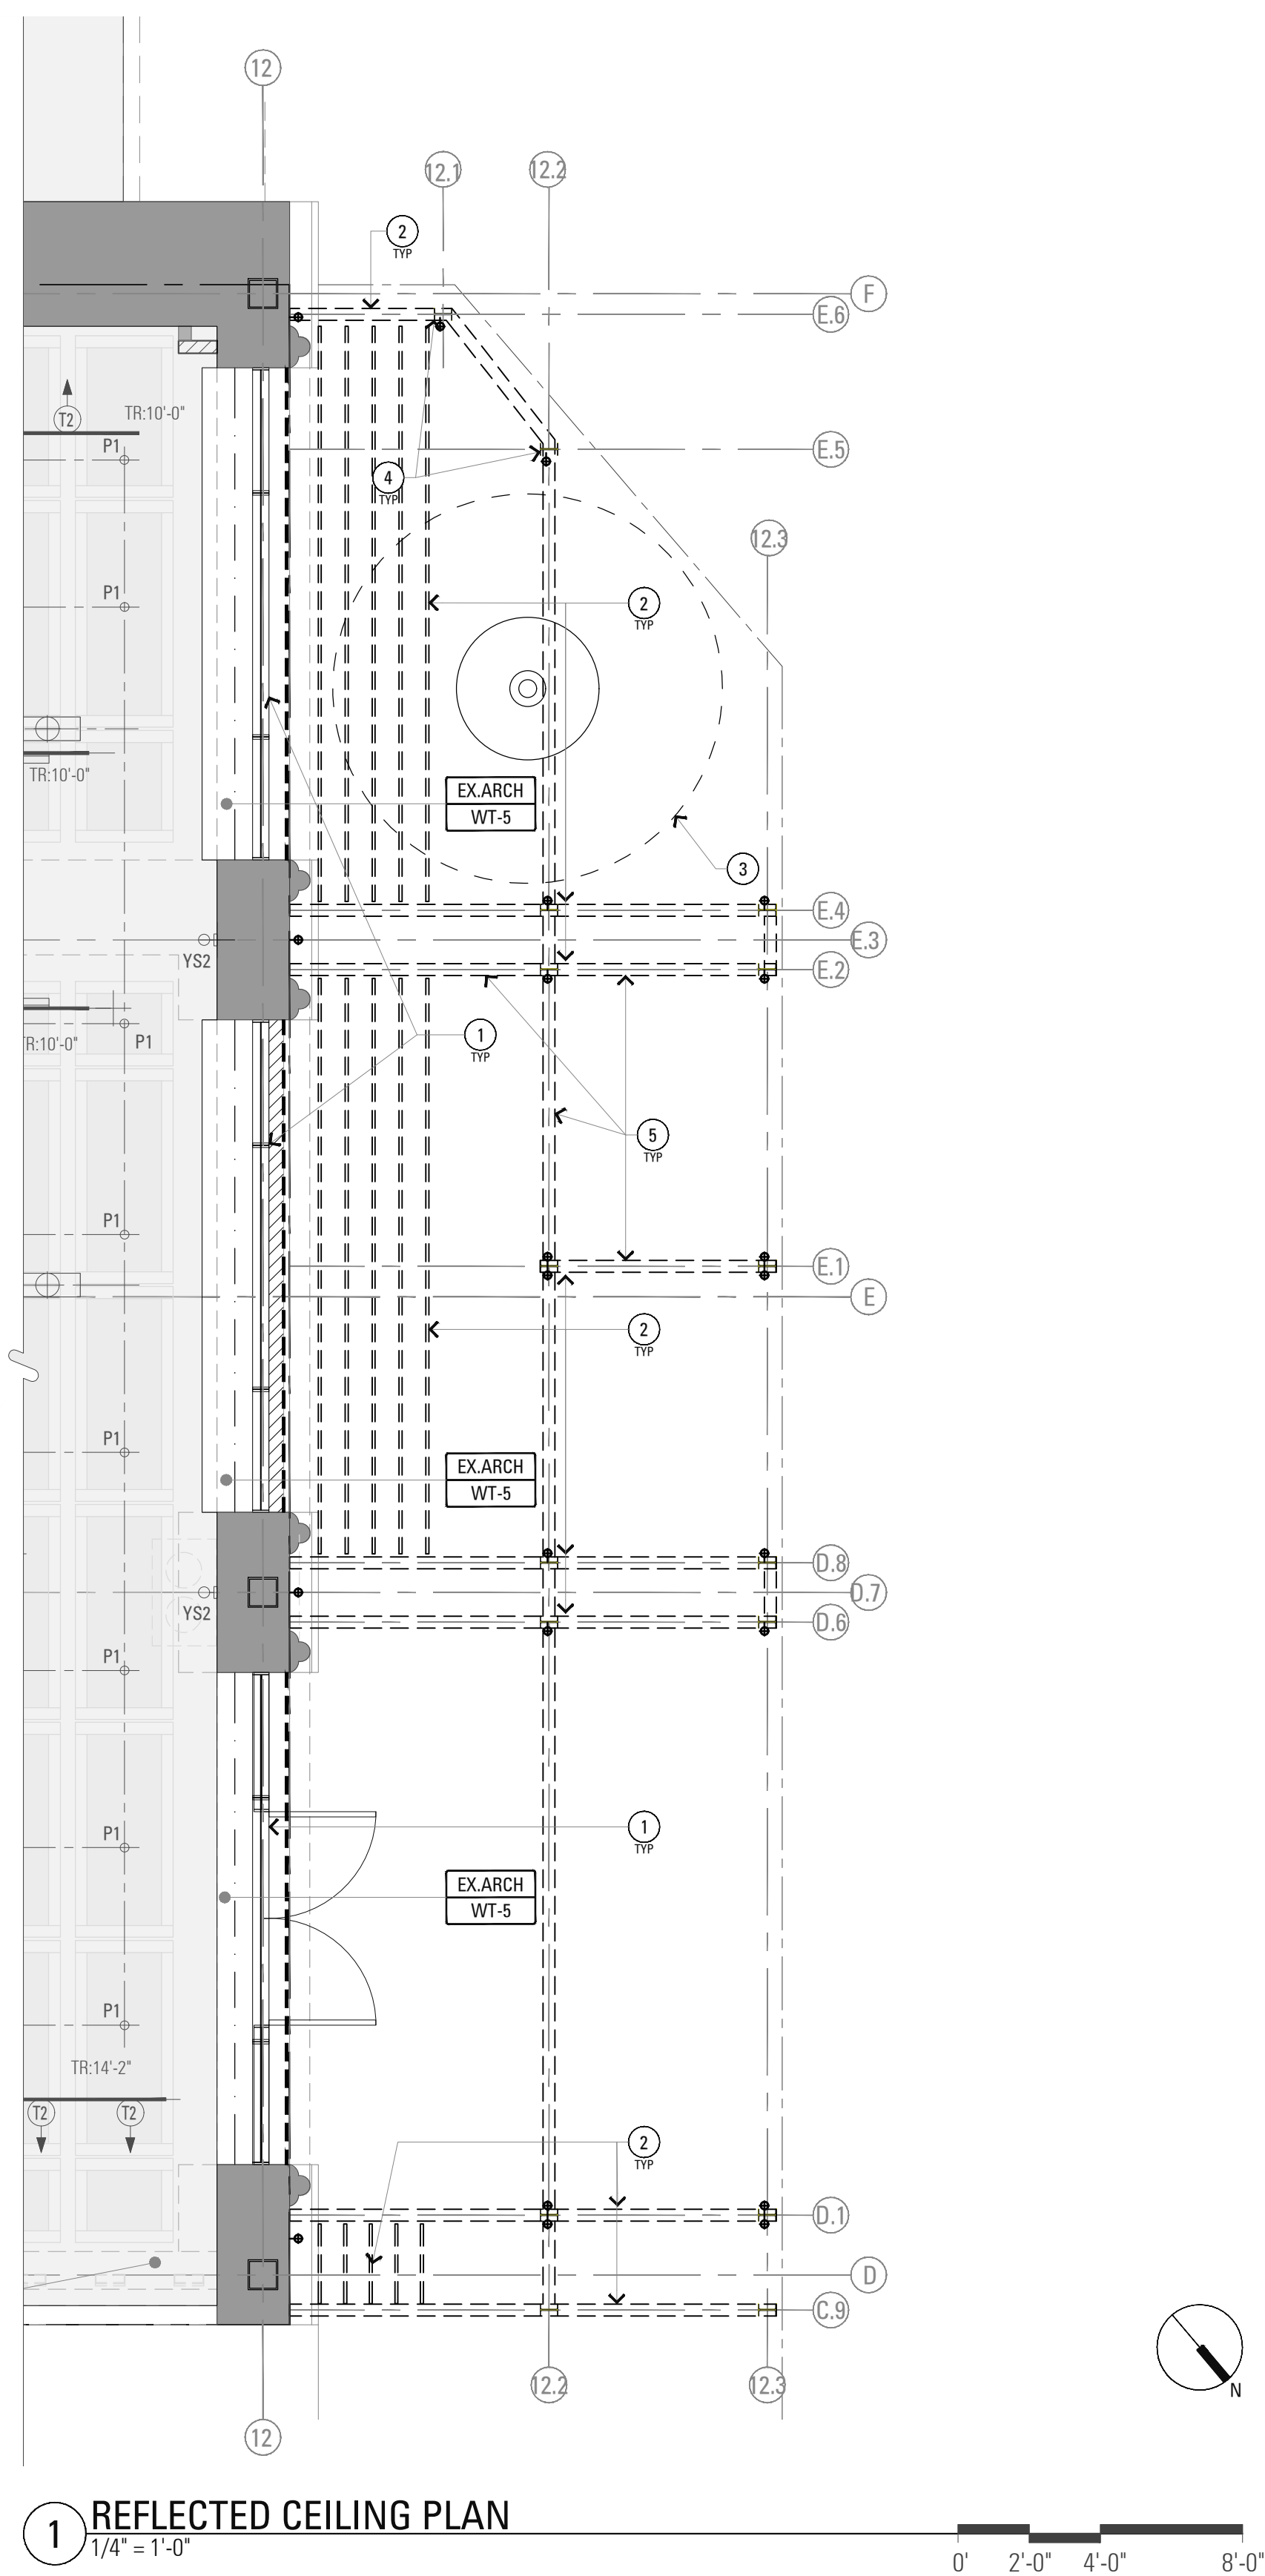 12
12.1
12.2
2
TYP
F
E.6
TR:10'-0"
T2
P1
E.5
4
TYP
12.3
P1
2
TYP
TR:10'-0"
EX.ARCH
WT-5
3
E.4
E.3
YS2
E.2
1
TYP
P1
TR:10'-0"
5
TYP
P1
E.1
E
2
TYP
P1
EX.ARCH
WT-5
D.8
D.7
YS2
D.6
P1
1
TYP
P1
EX.ARCH
WT-5
P1
TR:14'-2"
T2
T2
2
TYP
D.1
D
C.9
12.2
12.3
N
12
1
REFLECTED CEILING PLAN
1/4" = 1'-0"
0'
2'-0"
4'-0"
8'-0"